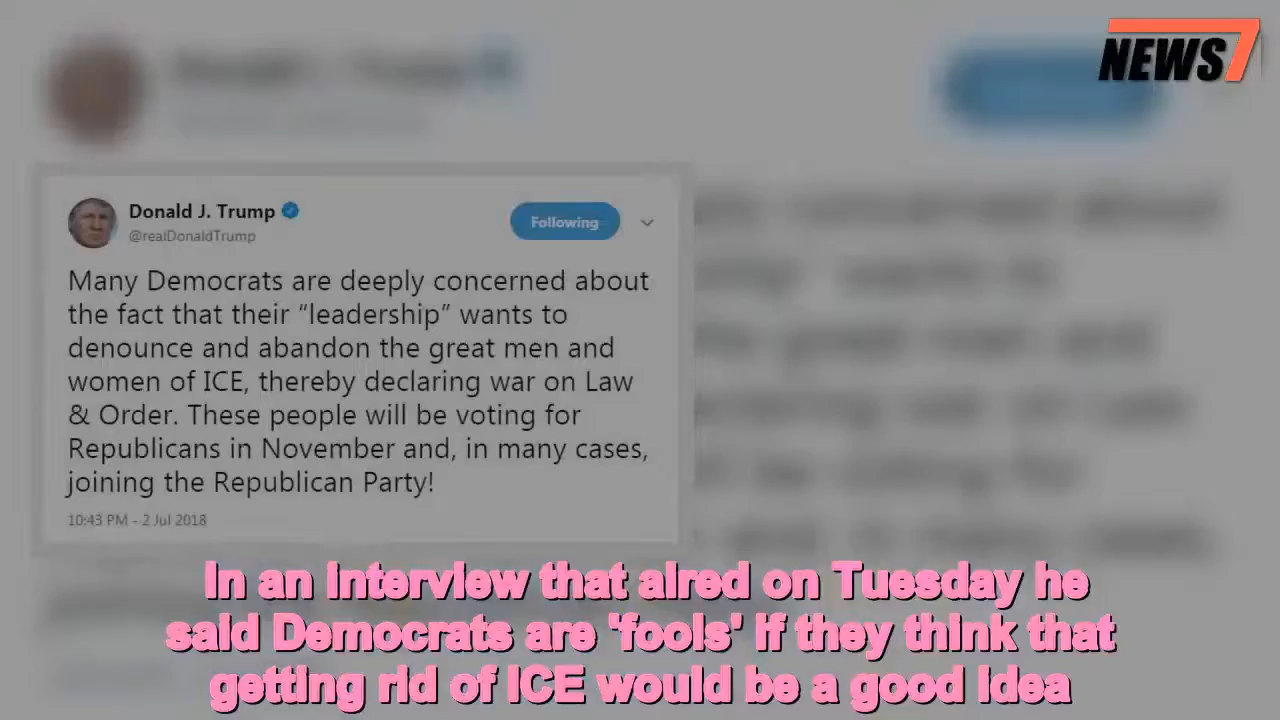 NEWS7
Donald J. Trump
@realDonaldTrump
Following
Many Democrats are deeply concerned about
the fact that their “leadership” wants to
denounce and abandon the great men and
women of ICE, thereby declaring war on Law
& Order. These people will be voting for
Republicans in November and, in many cases,
joining the Republican Party!
10:43 PM - 2 Jul 2018
In an interview that aired on Tuesday he
said Democrats are 'fools' if they think that
getting rid of ICE would be a good idea